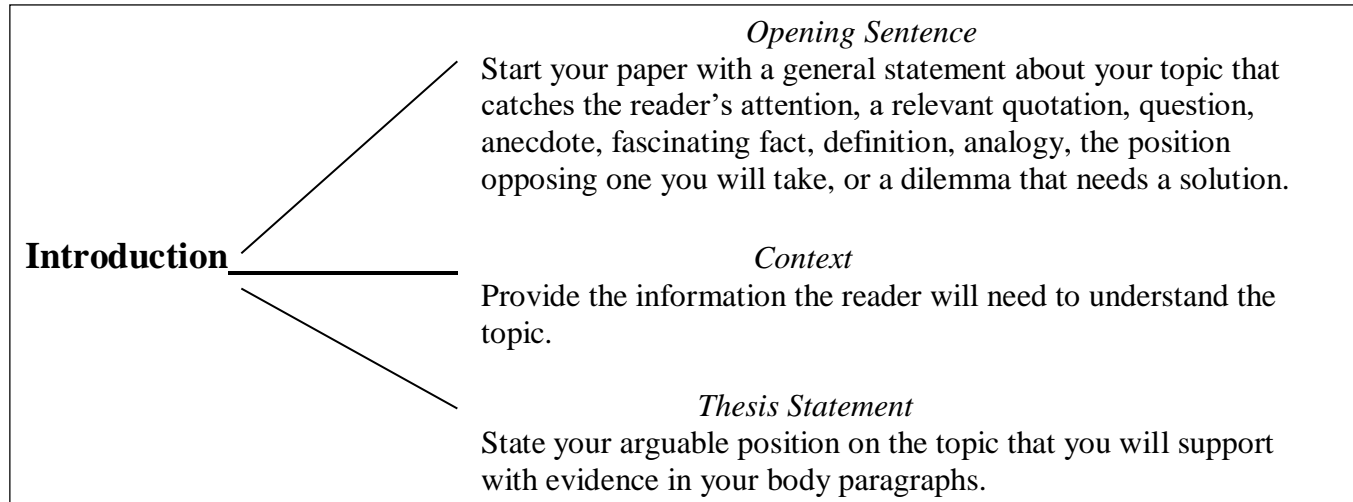 Opening Sentence
Start your paper with a general statement about your topic that
catches the reader’s attention, a relevant quotation, question,
anecdote, fascinating fact, definition, analogy, the position
opposing one you will take, or a dilemma that needs a solution.
Introduction
Context
Provide the information the reader will need to understand the
topic.
Thesis Statement
State your arguable position on the topic that you will support
with evidence in your body paragraphs.